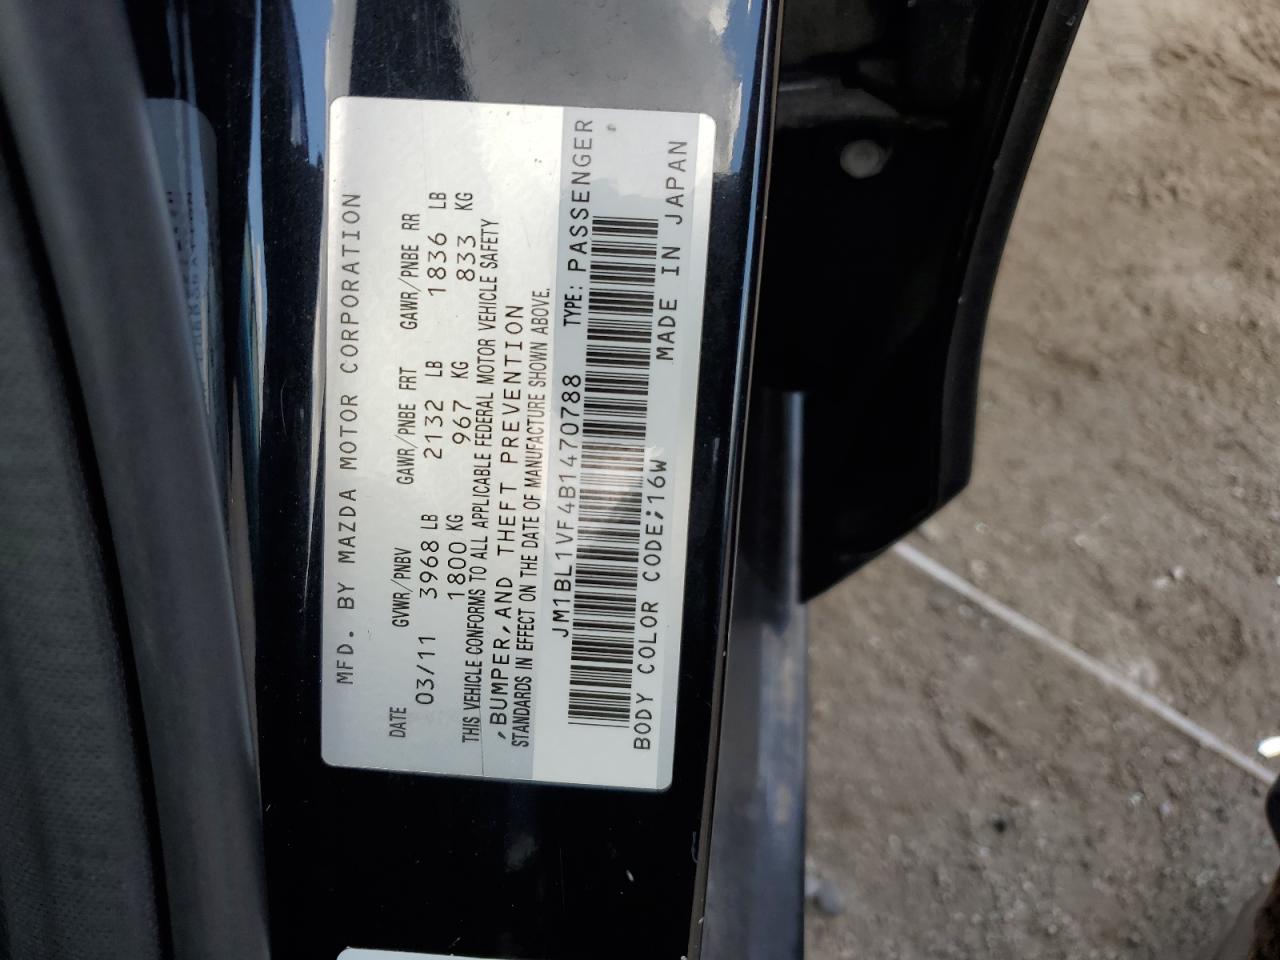 MFD. BY MAZDA MOTOR CORPORATION
DATE GVWR/PNBV GAWR/PNBE FRT GAWR/PNBE RR
03/11 3968 LB 2132 LB 1836 LB
1800 KG 967 KG 833 KG
THIS VEHICLE CONFORMS TO ALL APPLICABLE FEDERAL MOTOR VEHICLE SAFETY
,BUMPER,AND THEFT PREVENTION
STANDARDS IN EFFECT ON THE DATE OF MANUFACTURE SHOWN ABOVE.
JM1BL1VF4B1470788 TYPE: PASSENGER
BODY COLOR CODE;16W MADE IN JAPAN